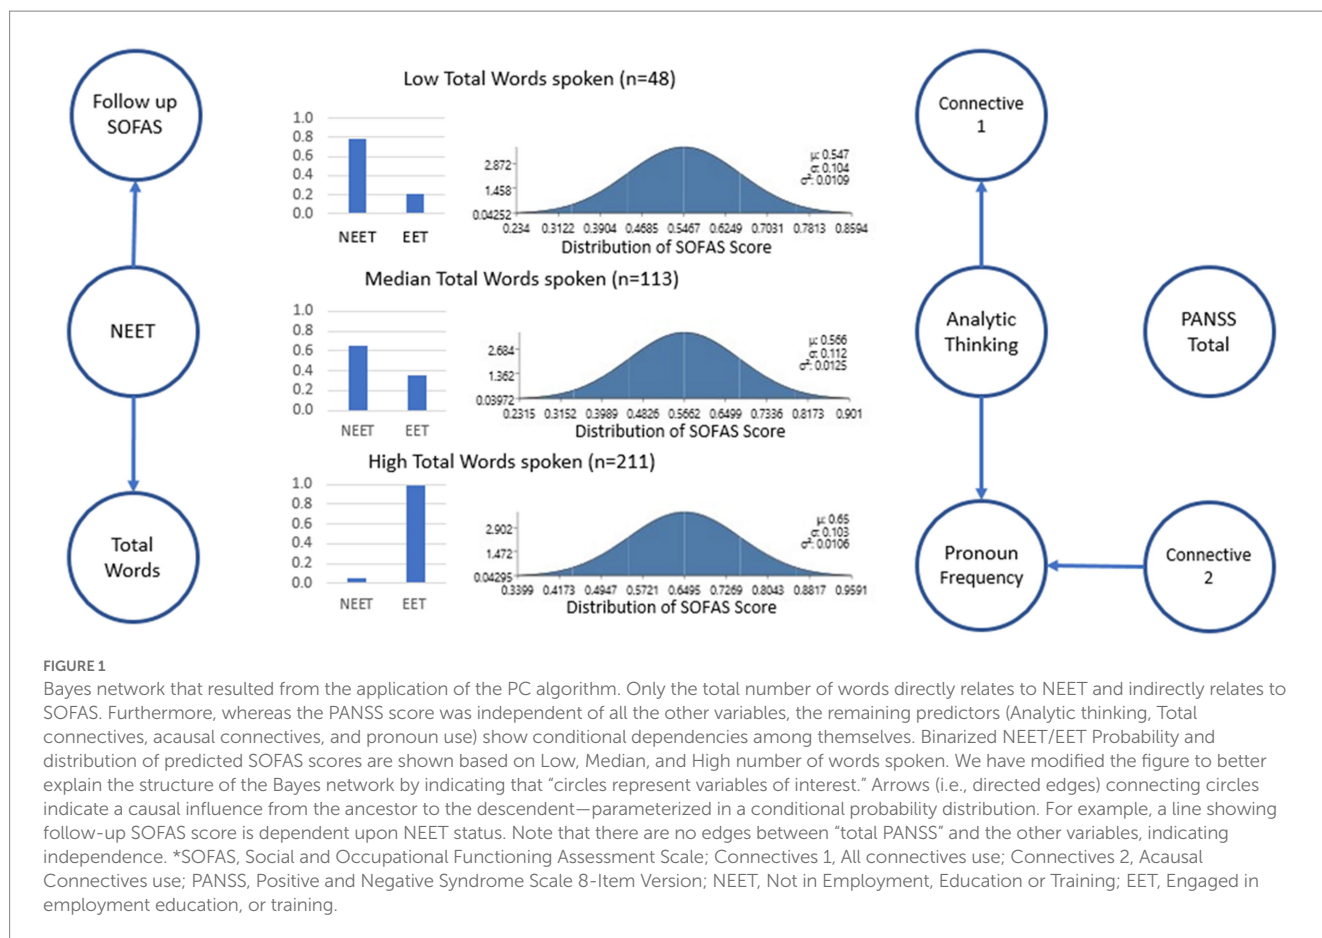 Follow up
SOFAS
NEET
Total
Words
Low Total Words spoken (n=48)
1.0
0.8
0.6
0.4
0.2
0.0
NEET EET
2.872
1.458
0.04252
0.234 0.3122 0.3904 0.4685 0.5467 0.6249 0.7031 0.7813 0.8594
Distribution of SOFAS Score
μ: 0.547
σ: 0.104
σ²: 0.0109
Median Total Words spoken (n=113)
1.0
0.8
0.6
0.4
0.2
0.0
NEET EET
2.684
1.362
0.03972
0.2315 0.3152 0.3989 0.4826 0.5662 0.6499 0.7336 0.8173 0.901
Distribution of SOFAS Score
μ: 0.566
σ: 0.112
σ²: 0.0125
High Total Words spoken (n=211)
1.0
0.8
0.6
0.4
0.2
0.0
NEET EET
2.902
1.472
0.04295
0.3399 0.4173 0.4947 0.5721 0.6495 0.7269 0.8043 0.8817 0.9591
Distribution of SOFAS Score
μ: 0.65
σ: 0.103
σ²: 0.0106
Connective
1
Analytic
Thinking
PANSS
Total
Pronoun
Frequency
Connective
2
FIGURE 1
Bayes network that resulted from the application of the PC algorithm. Only the total number of words directly relates to NEET and indirectly relates to
SOFAS. Furthermore, whereas the PANSS score was independent of all the other variables, the remaining predictors (Analytic thinking, Total
connectives, acausal connectives, and pronoun use) show conditional dependencies among themselves. Binarized NEET/EET Probability and
distribution of predicted SOFAS scores are shown based on Low, Median, and High number of words spoken. We have modified the figure to better
explain the structure of the Bayes network by indicating that “circles represent variables of interest.” Arrows (i.e., directed edges) connecting circles
indicate a causal influence from the ancestor to the descendent—parameterized in a conditional probability distribution. For example, a line showing
follow-up SOFAS score is dependent upon NEET status. Note that there are no edges between “total PANSS” and the other variables, indicating
independence. *SOFAS, Social and Occupational Functioning Assessment Scale; Connectives 1, All connectives use; Connectives 2, Acausal
Connectives use; PANSS, Positive and Negative Syndrome Scale 8-Item Version; NEET, Not in Employment, Education or Training; EET, Engaged in
employment education, or training.